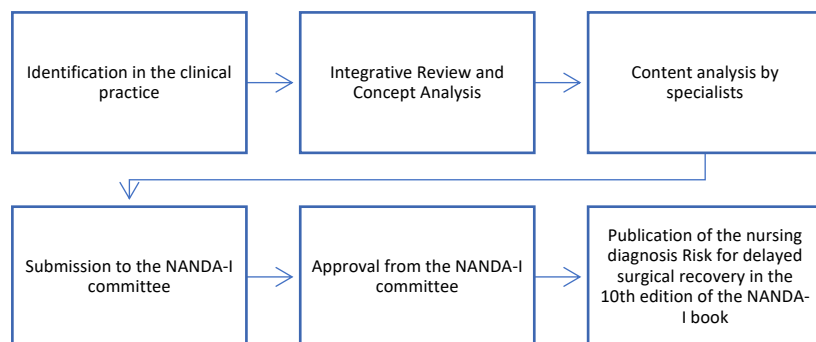 Identification in the clinical
practice
Integrative Review and
Concept Analysis
Content analysis by
specialists
Submission to the NANDA-I
committee
Approval from the NANDA-I
committee
Publication of the nursing
diagnosis Risk for delayed
surgical recovery in the
10th edition of the NANDA-
I book